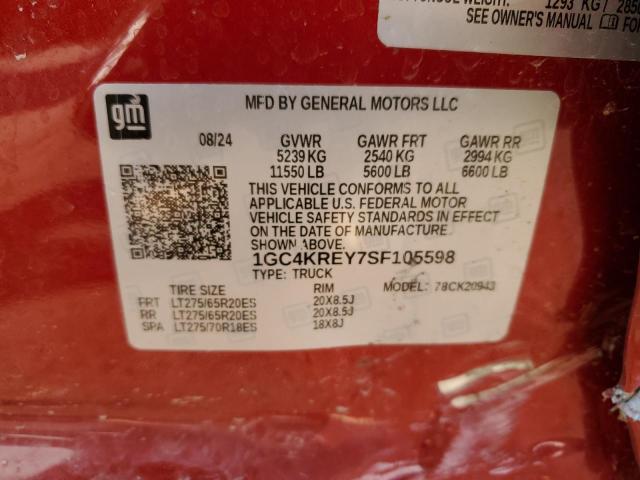 1293 KG
SEE OWNER'S MANUAL
gm
MFD BY GENERAL MOTORS LLC
08/24 GVWR GAWR FRT GAWR RR
5239 KG 2540 KG 2994 KG
11550 LB 5600 LB 6600 LB
THIS VEHICLE CONFORMS TO ALL
APPLICABLE U.S. FEDERAL MOTOR
VEHICLE SAFETY STANDARDS IN EFFECT
ON THE DATE OF MANUFACTURE
SHOWN ABOVE.
1GC4KREY7SF105598
TYPE: TRUCK
TIRE SIZE RIM MODEL: 78CK20943
FRT LT275/65R20ES 20X8.5J
RR LT275/65R20ES 20X8.5J
SPA LT275/70R18ES 18X8J